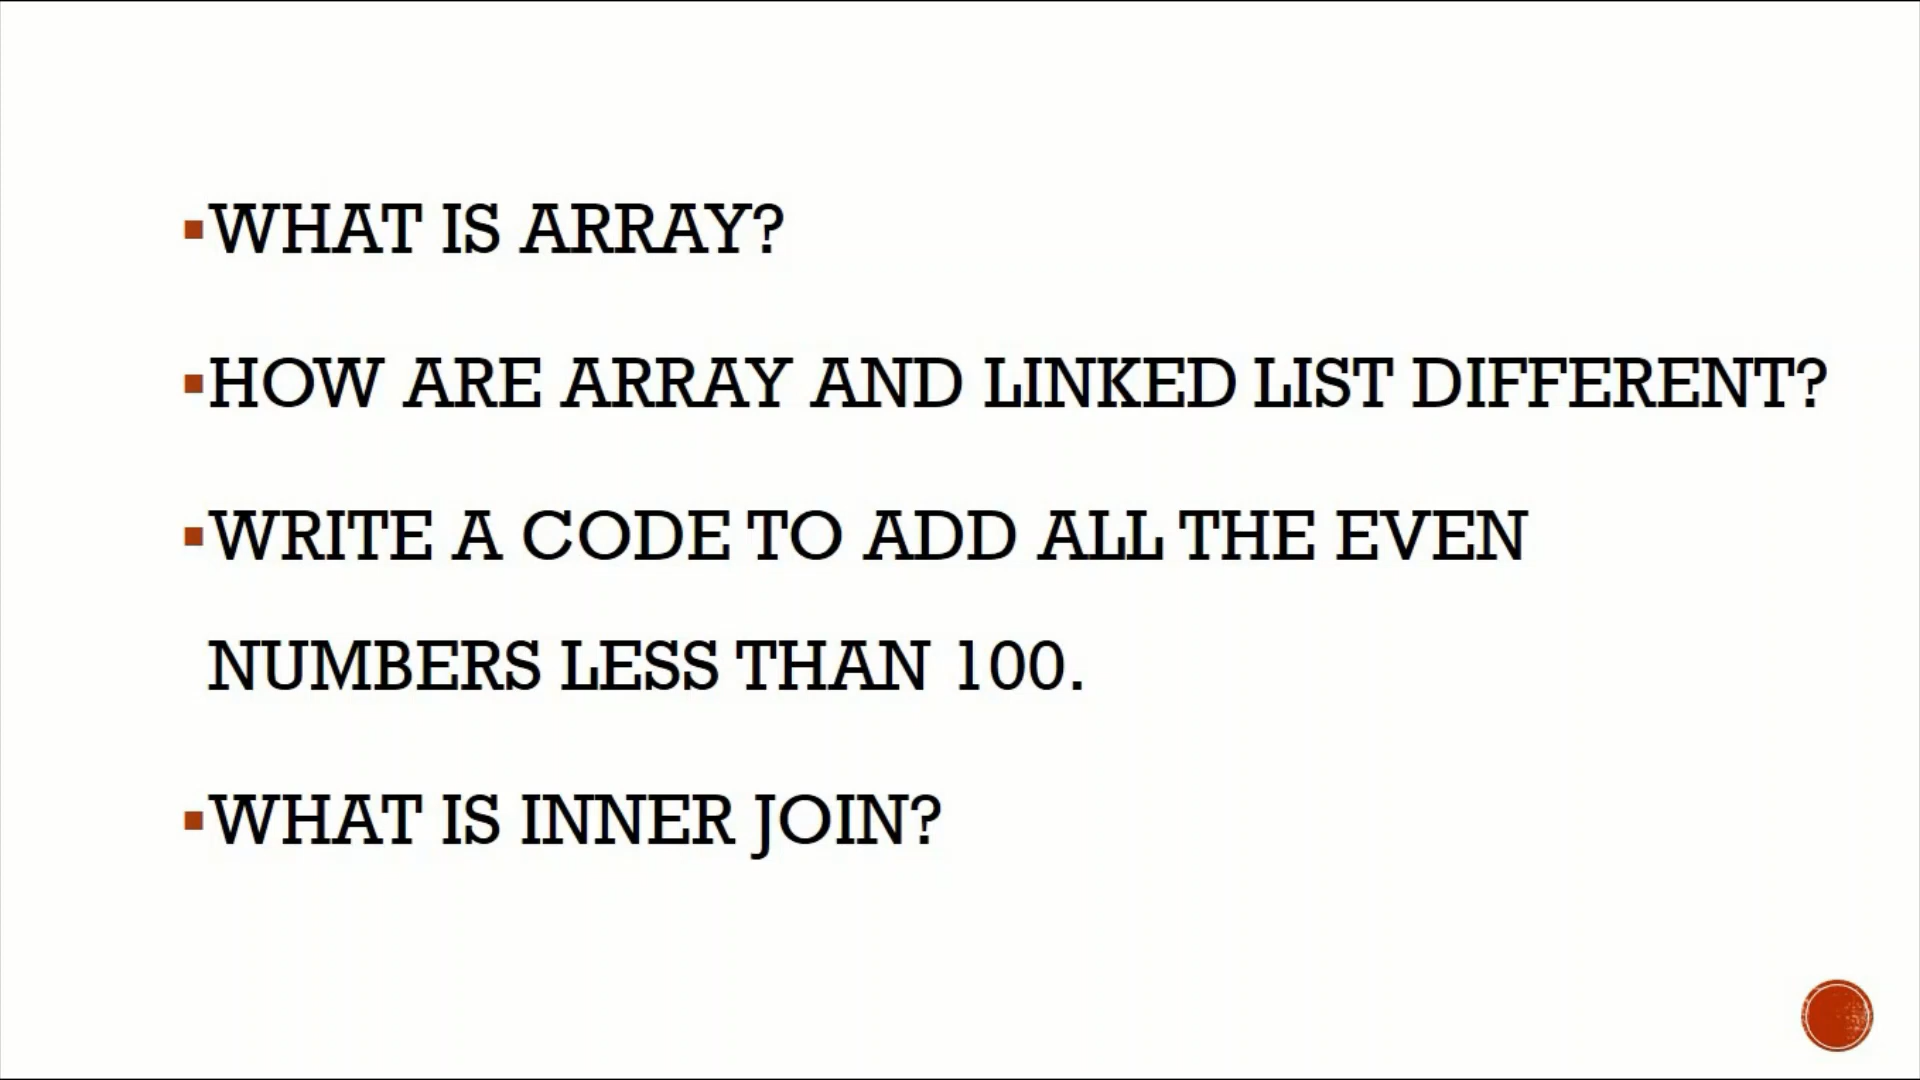 ▪WHAT IS ARRAY?
▪HOW ARE ARRAY AND LINKED LIST DIFFERENT?
▪WRITE A CODE TO ADD ALL THE EVEN
NUMBERS LESS THAN 100.
▪WHAT IS INNER JOIN?